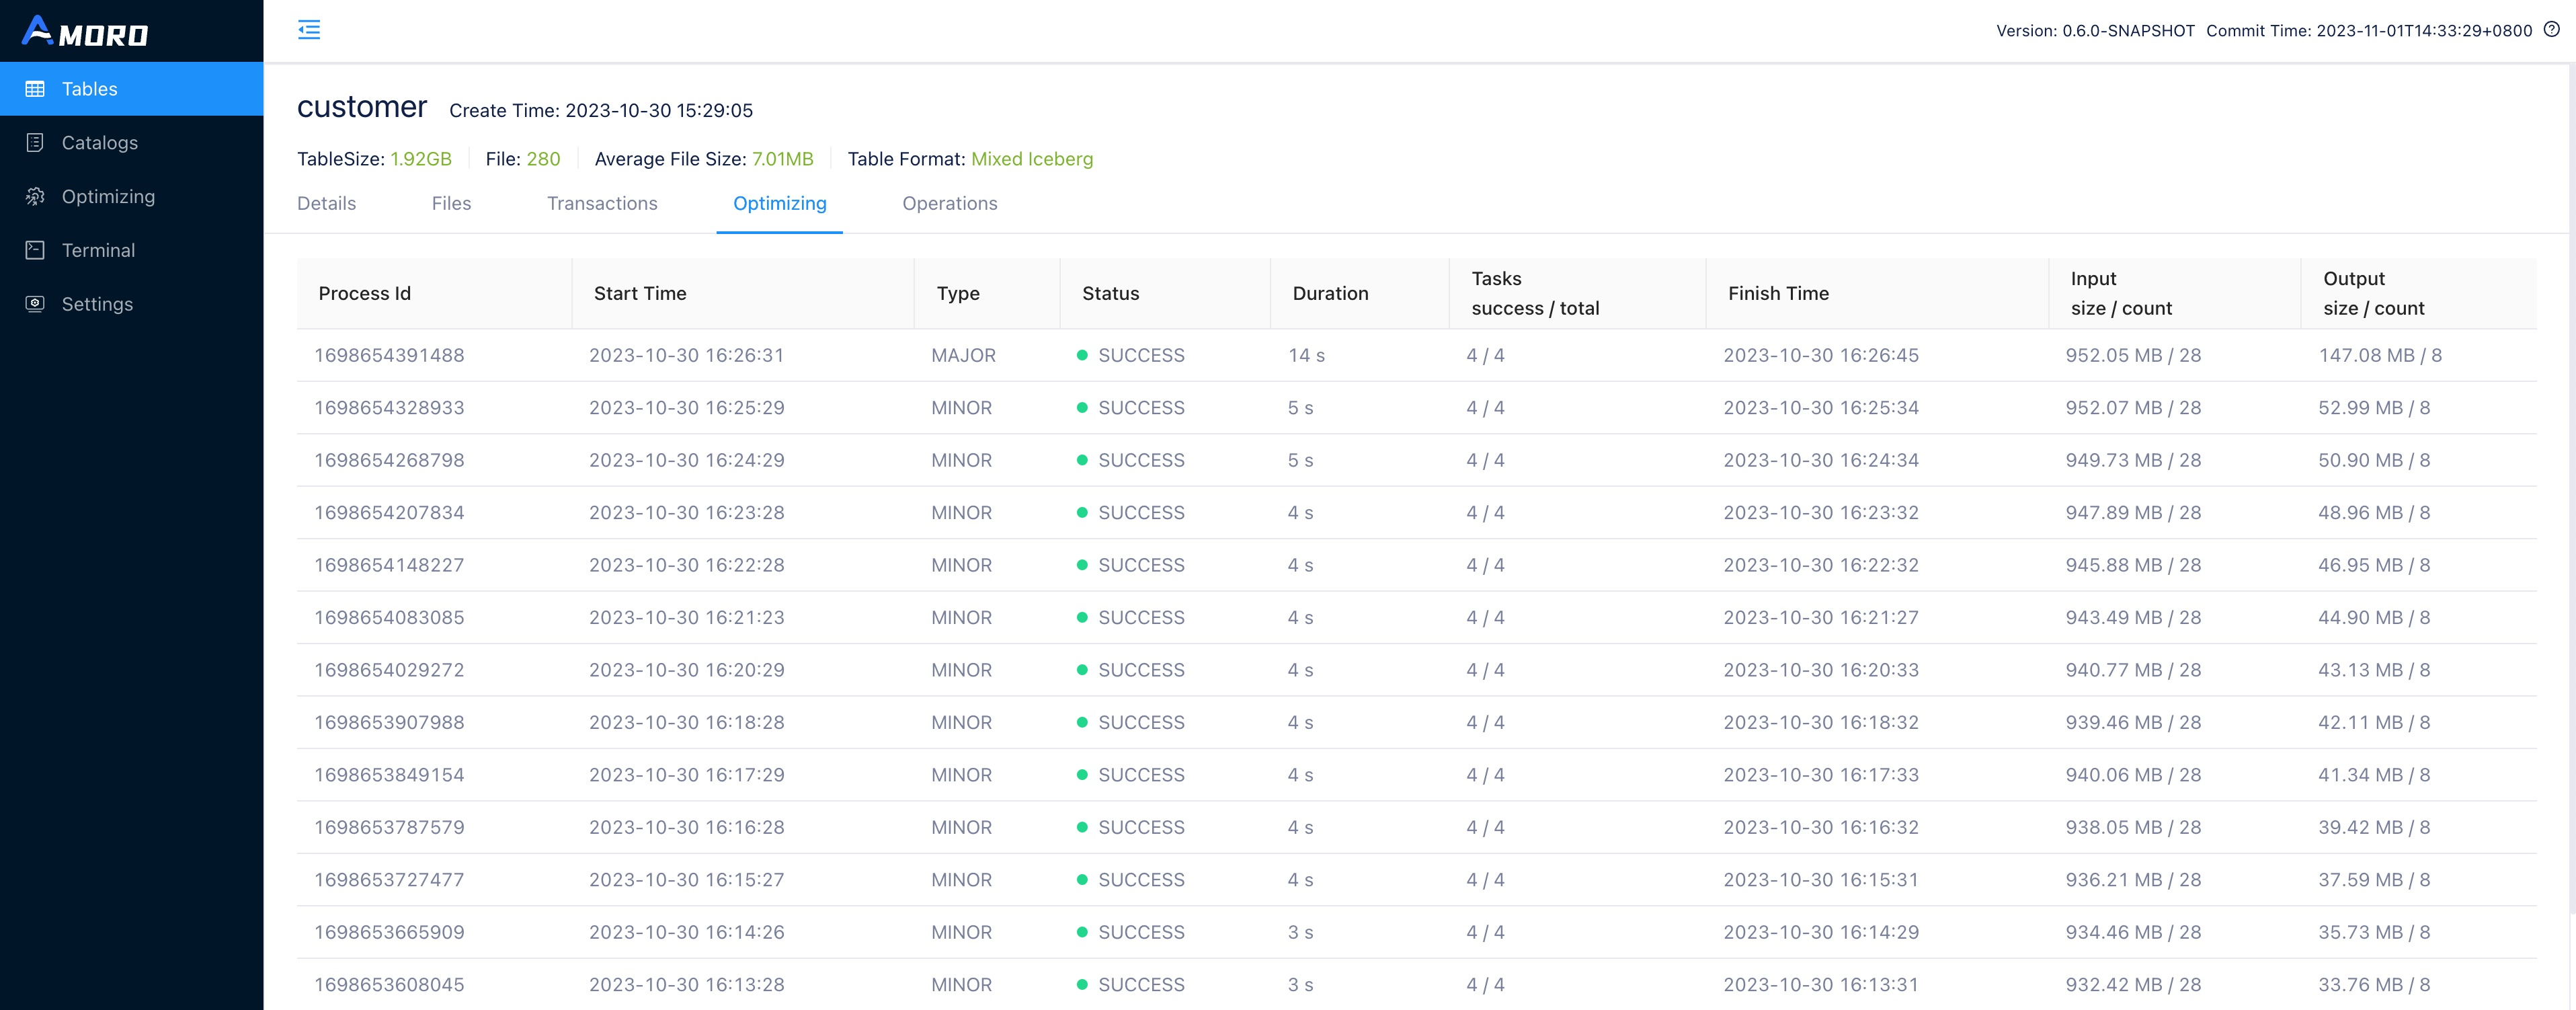 AMORO
Version: 0.6.0-SNAPSHOT Commit Time: 2023-11-01T14:33:29+0800
Tables
Catalogs
Optimizing
Terminal
Settings
customer Create Time: 2023-10-30 15:29:05
TableSize: 1.92GB File: 280 Average File Size: 7.01MB Table Format: Mixed Iceberg
Details Files Transactions Optimizing Operations
Process Id Start Time Type Status Duration Tasks success / total Finish Time Input size / count Output size / count
1698654391488 2023-10-30 16:26:31 MAJOR SUCCESS 14 s 4 / 4 2023-10-30 16:26:45 952.05 MB / 28 147.08 MB / 8
1698654328933 2023-10-30 16:25:29 MINOR SUCCESS 5 s 4 / 4 2023-10-30 16:25:34 952.07 MB / 28 52.99 MB / 8
1698654268798 2023-10-30 16:24:29 MINOR SUCCESS 5 s 4 / 4 2023-10-30 16:24:34 949.73 MB / 28 50.90 MB / 8
1698654207834 2023-10-30 16:23:28 MINOR SUCCESS 4 s 4 / 4 2023-10-30 16:23:32 947.89 MB / 28 48.96 MB / 8
1698654148227 2023-10-30 16:22:28 MINOR SUCCESS 4 s 4 / 4 2023-10-30 16:22:32 945.88 MB / 28 46.95 MB / 8
1698654083085 2023-10-30 16:21:23 MINOR SUCCESS 4 s 4 / 4 2023-10-30 16:21:27 943.49 MB / 28 44.90 MB / 8
1698654029272 2023-10-30 16:20:29 MINOR SUCCESS 4 s 4 / 4 2023-10-30 16:20:33 940.77 MB / 28 43.13 MB / 8
1698653907988 2023-10-30 16:18:28 MINOR SUCCESS 4 s 4 / 4 2023-10-30 16:18:32 939.46 MB / 28 42.11 MB / 8
1698653849154 2023-10-30 16:17:29 MINOR SUCCESS 4 s 4 / 4 2023-10-30 16:17:33 940.06 MB / 28 41.34 MB / 8
1698653787579 2023-10-30 16:16:28 MINOR SUCCESS 4 s 4 / 4 2023-10-30 16:16:32 938.05 MB / 28 39.42 MB / 8
1698653727477 2023-10-30 16:15:27 MINOR SUCCESS 4 s 4 / 4 2023-10-30 16:15:31 936.21 MB / 28 37.59 MB / 8
1698653665909 2023-10-30 16:14:26 MINOR SUCCESS 3 s 4 / 4 2023-10-30 16:14:29 934.46 MB / 28 35.73 MB / 8
1698653608045 2023-10-30 16:13:28 MINOR SUCCESS 3 s 4 / 4 2023-10-30 16:13:31 932.42 MB / 28 33.76 MB / 8